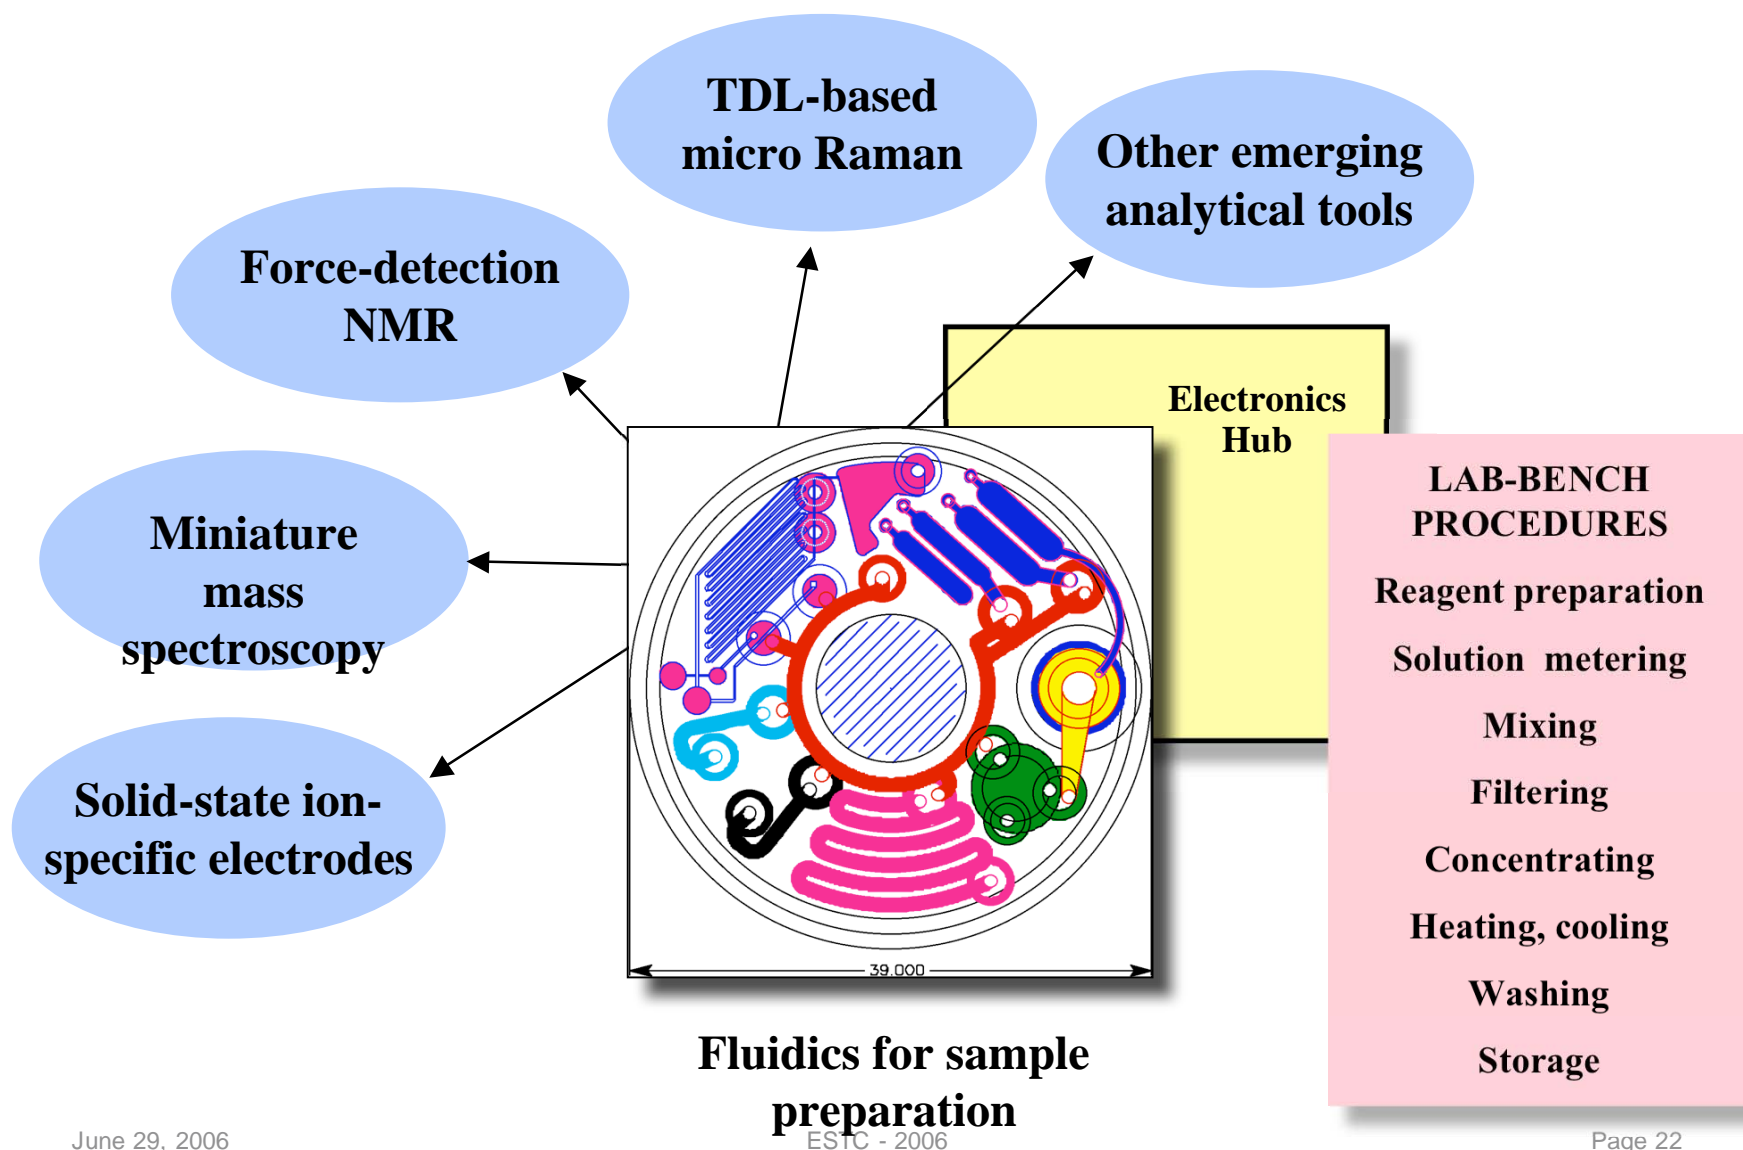 TDL-based
micro Raman
Other emerging
analytical tools
Force-detection
NMR
Electronics
Hub
Miniature
mass
spectroscopy
Solid-state ion-
specific electrodes
39.000
Fluidics for sample
preparation
LAB-BENCH
PROCEDURES
Reagent preparation
Solution metering
Mixing
Filtering
Concentrating
Heating, cooling
Washing
Storage
June 29, 2006
ESTC - 2006
Page 22